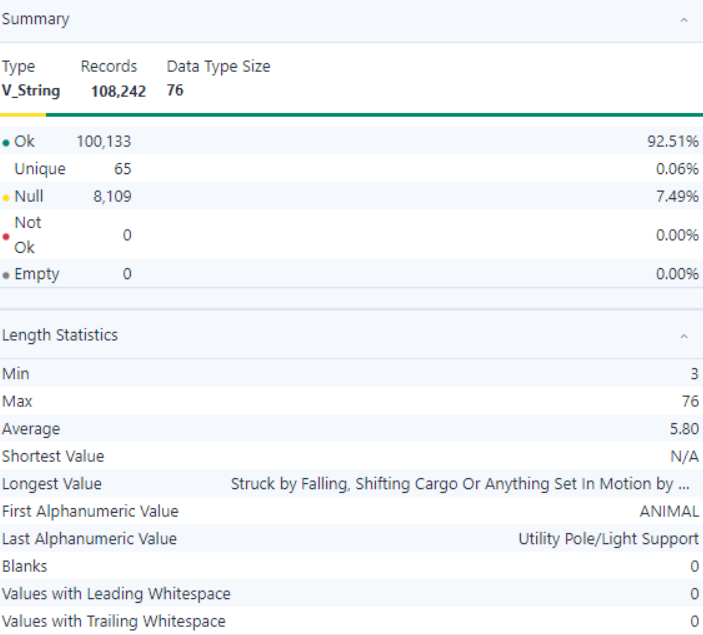 Summary
Type Records Data Type Size
V_String 108,242 76
Ok 100,133 92.51%
Unique 65 0.06%
Null 8,109 7.49%
Not
Ok 0 0.00%
Empty 0 0.00%
Length Statistics
Min 3
Max 76
Average 5.80
Shortest Value N/A
Longest Value Struck by Falling, Shifting Cargo Or Anything Set In Motion by ...
First Alphanumeric Value ANIMAL
Last Alphanumeric Value Utility Pole/Light Support
Blanks 0
Values with Leading Whitespace 0
Values with Trailing Whitespace 0